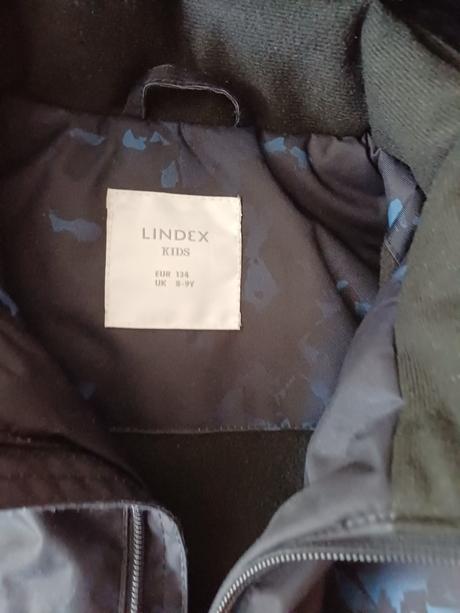 LINDEX
KIDS
EUR 134
UK 8-9Y